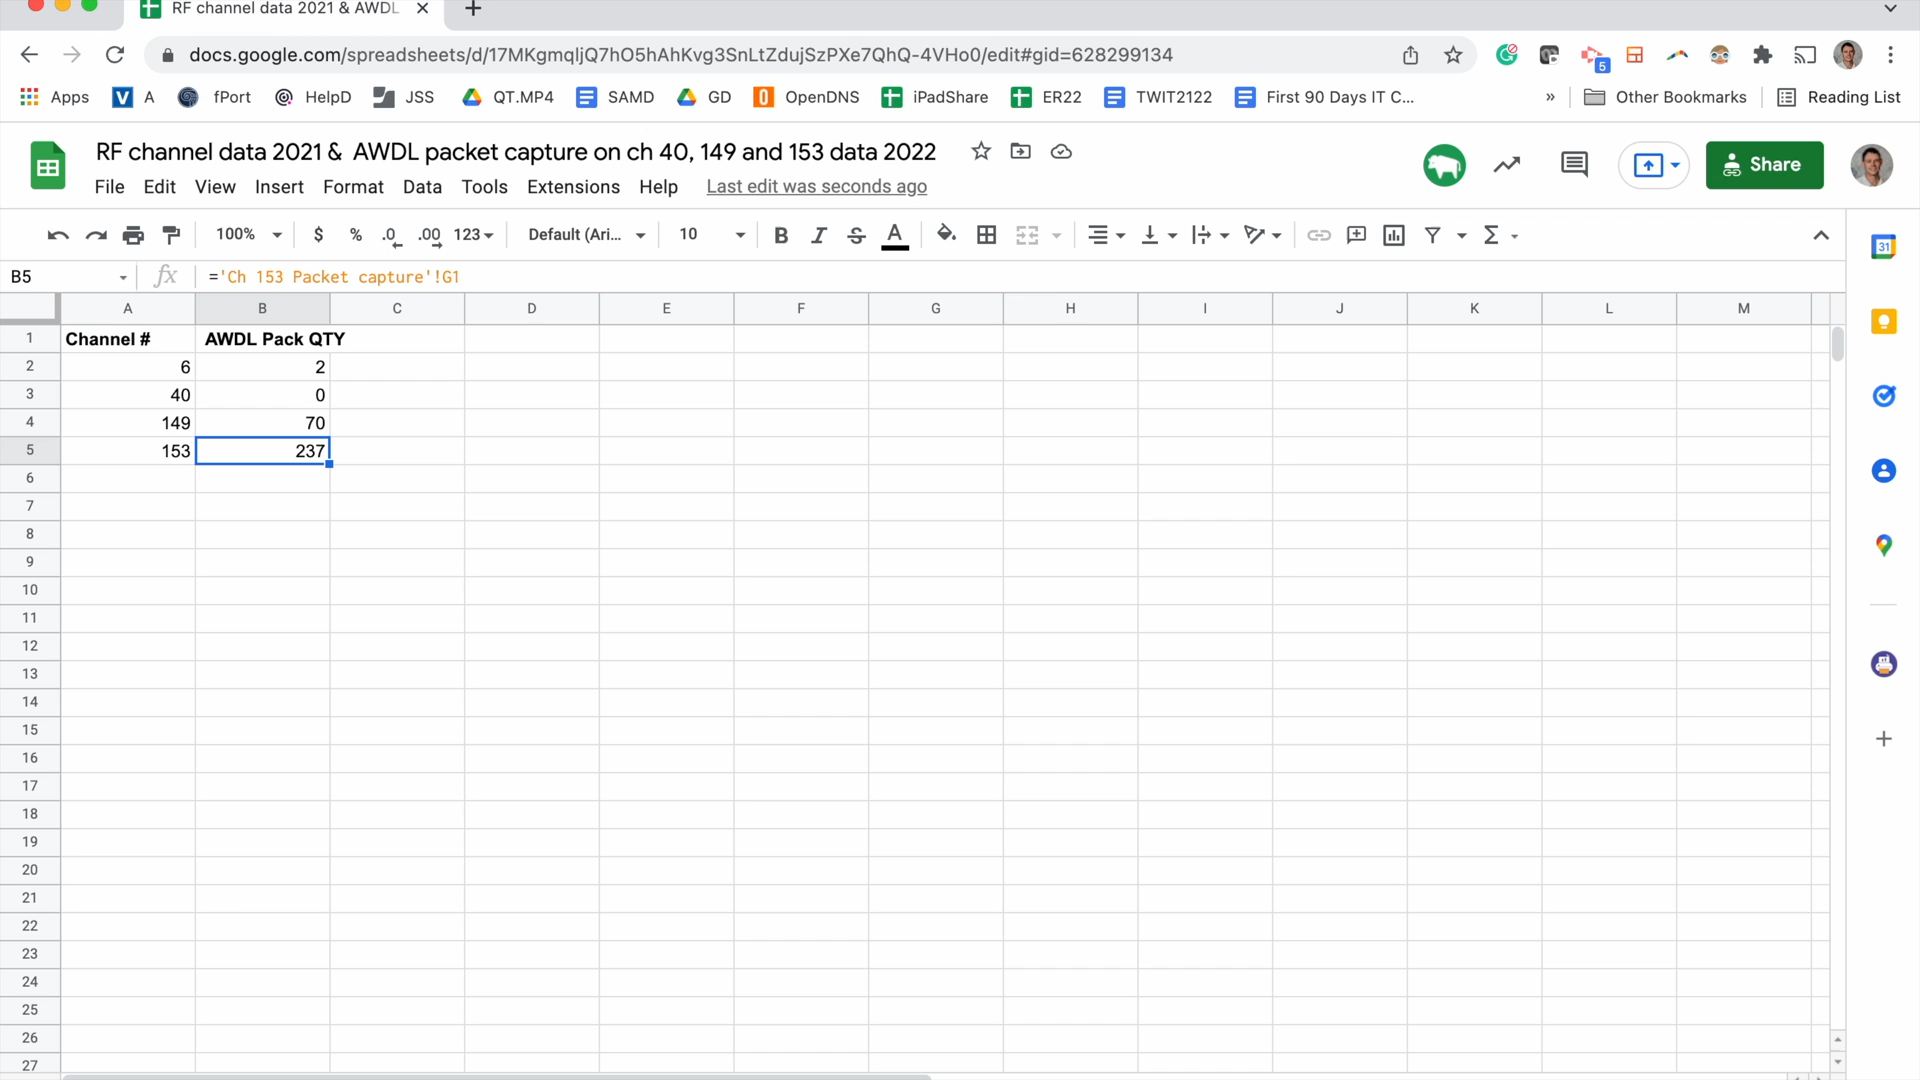 RF channel data 2021 & AWDL
docs.google.com/spreadsheets/d/17MKgmqljQ7hO5hAhKvg3SnLtZdujSzPXe7QhQ-4VHo0/edit#gid=628299134
5
Apps V A fPort HelpD JSS QT.MP4 SAMD GD OpenDNS iPadShare ER22 TWIT2122 First 90 Days IT C... » Other Bookmarks Reading List
RF channel data 2021 & AWDL packet capture on ch 40, 149 and 153 data 2022
File Edit View Insert Format Data Tools Extensions Help Last edit was seconds ago
Share
100% $ % .0 .00 123 Default (Ari... 10 B I S A Σ
31
B5 fx ='Ch 153 Packet capture'!G1
A B C D E F G H I J K L M
1 Channel # AWDL Pack QTY
2 6 2
3 40 0
4 149 70
5 153 237
6
7
8
9
10
11
12
13
14
15
16
17
18
19
20
21
22
23
24
25
26
27